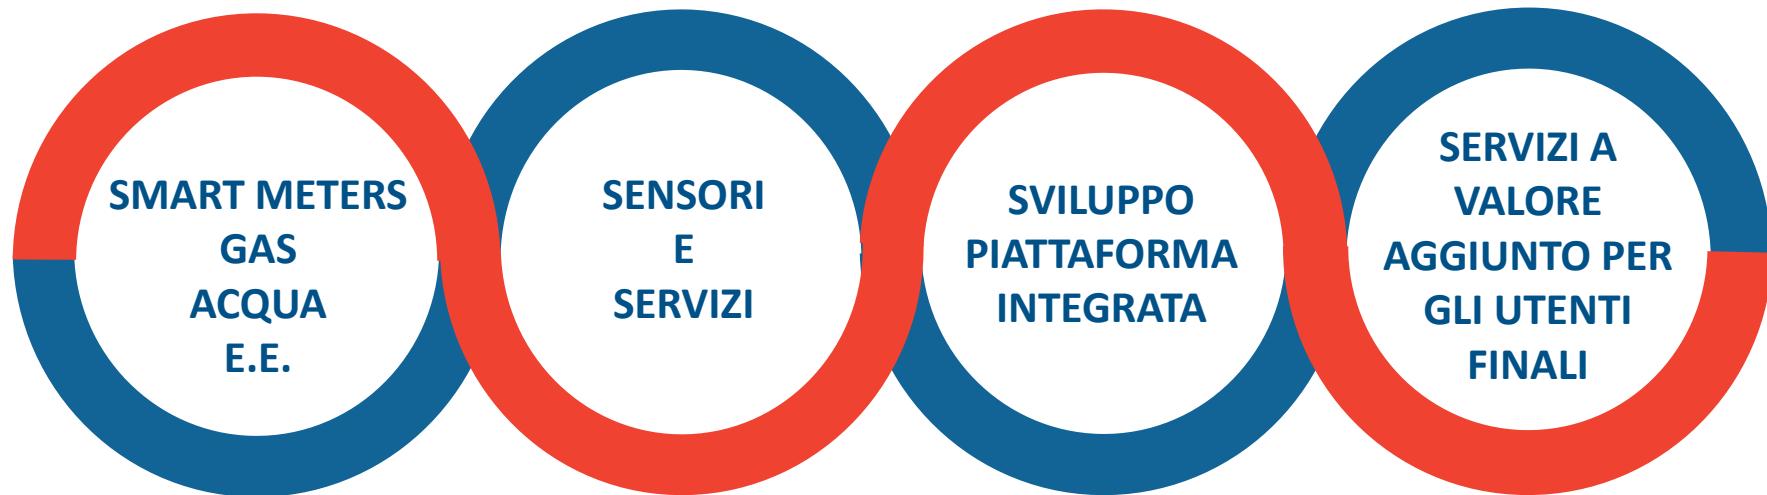 SMART METERS
GAS
ACQUA
E.E.
SENSORI
E
SERVIZI
SVILUPPO
PIATTAFORMA
INTEGRATA
SERVIZI A
VALORE
AGGIUNTO PER
GLI UTENTI
FINALI